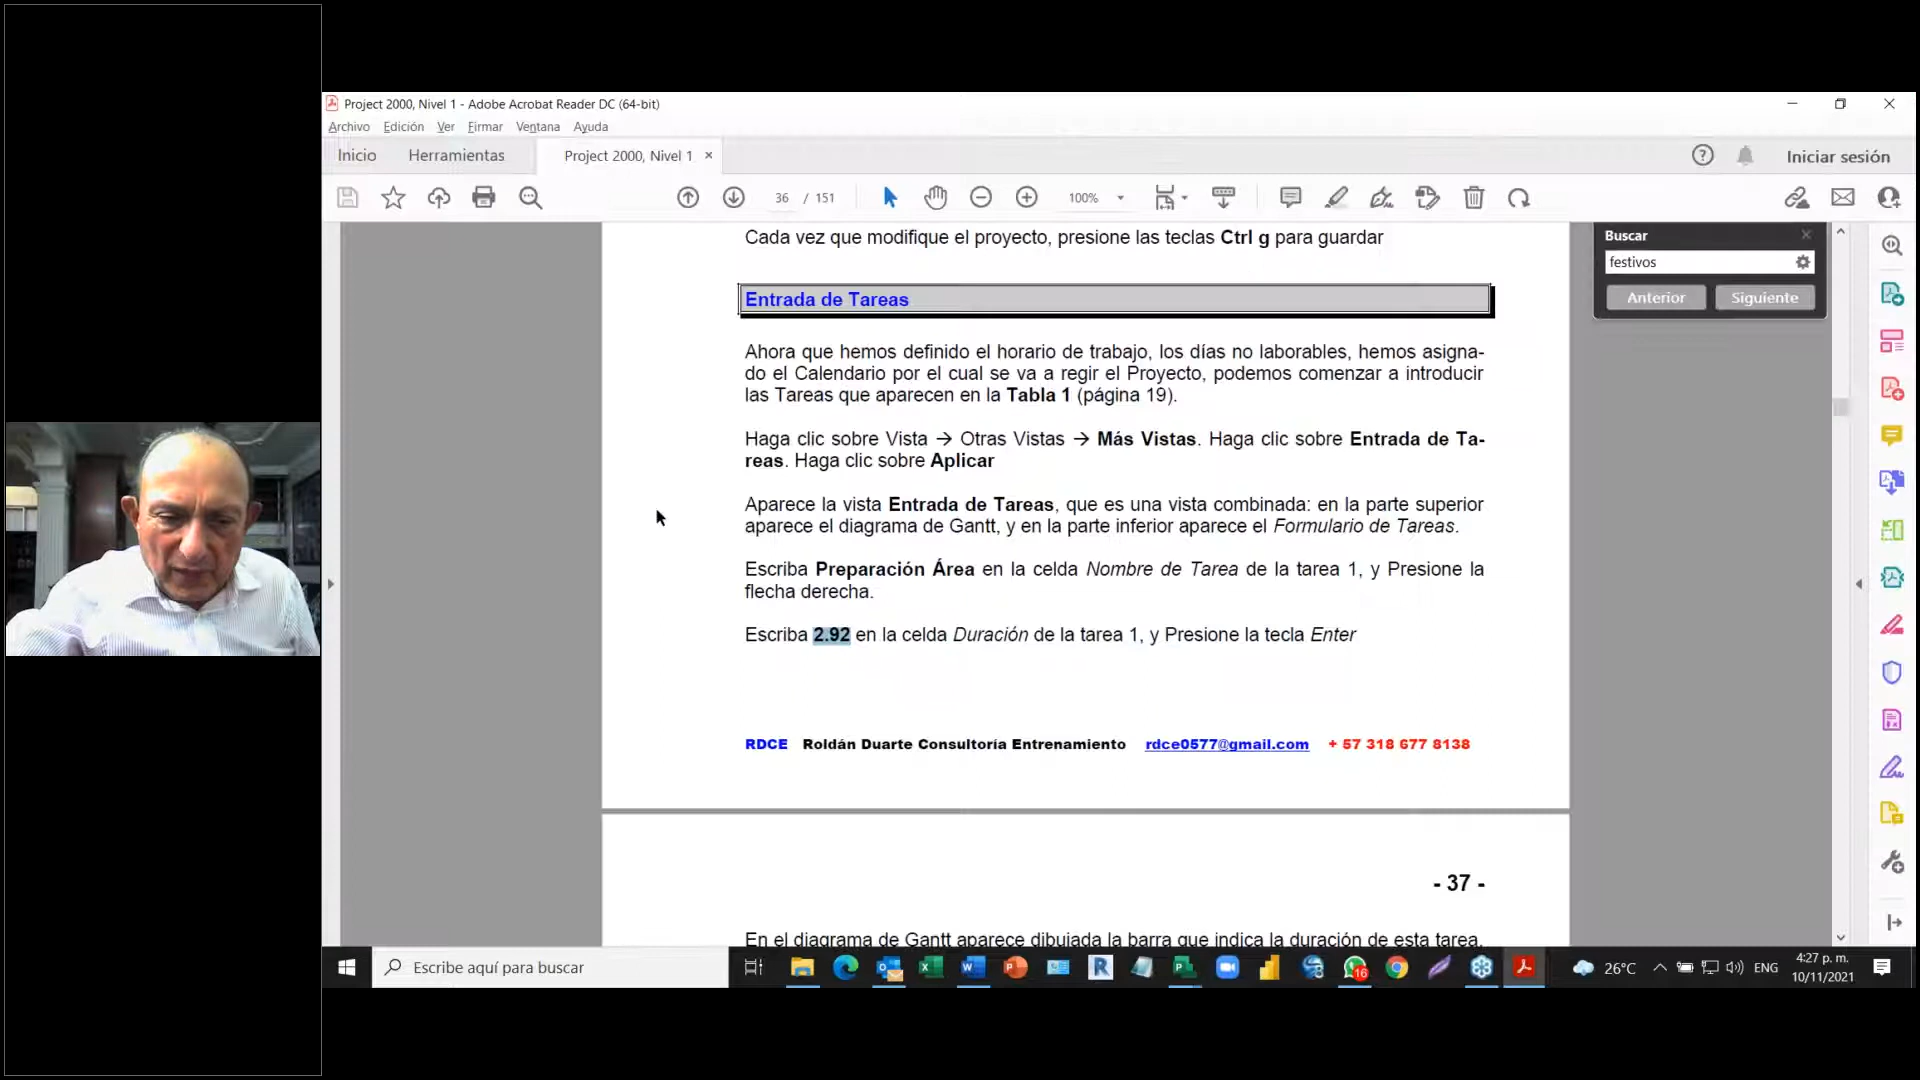 Project 2000, Nivel 1 - Adobe Acrobat Reader DC (64-bit)
Archivo Edición Ver Firmar Ventana Ayuda
Inicio Herramientas Project 2000, Nivel 1 × Iniciar sesión
36 / 151 100%
Cada vez que modifique el proyecto, presione las teclas Ctrl g para guardar
Buscar
festivos
Anterior Siguiente
Entrada de Tareas
Ahora que hemos definido el horario de trabajo, los días no laborables, hemos asigna-
do el Calendario por el cual se va a regir el Proyecto, podemos comenzar a introducir
las Tareas que aparecen en la Tabla 1 (página 19).
Haga clic sobre Vista → Otras Vistas → Más Vistas. Haga clic sobre Entrada de Ta-
reas. Haga clic sobre Aplicar
Aparece la vista Entrada de Tareas, que es una vista combinada: en la parte superior
aparece el diagrama de Gantt, y en la parte inferior aparece el Formulario de Tareas.
Escriba Preparación Área en la celda Nombre de Tarea de la tarea 1, y Presione la
flecha derecha.
Escriba 2.92 en la celda Duración de la tarea 1, y Presione la tecla Enter
RDCE Roldán Duarte Consultoría Entrenamiento rdce0577@gmail.com + 57 318 677 8138
- 37 -
En el diagrama de Gantt aparece dibujada la barra que indica la duración de esta tarea.
Escribe aquí para buscar
16
26°C ENG
4:27 p. m.
10/11/2021